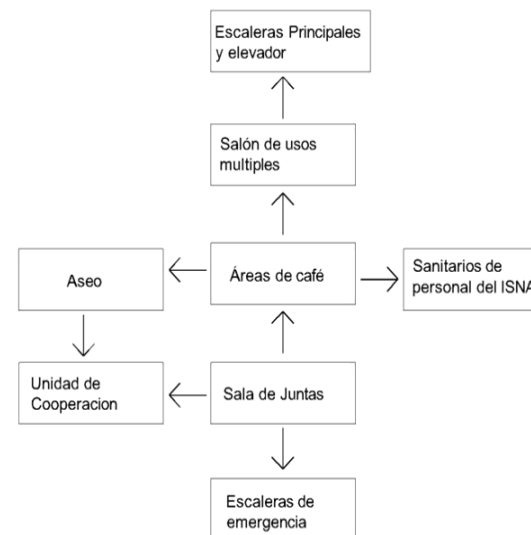 Escaleras Principales
y elevador
Salón de usos
multiples
Aseo
Áreas de café
Sanitarios de
personal del ISNA
Unidad de
Cooperacion
Sala de Juntas
Escaleras de
emergencia